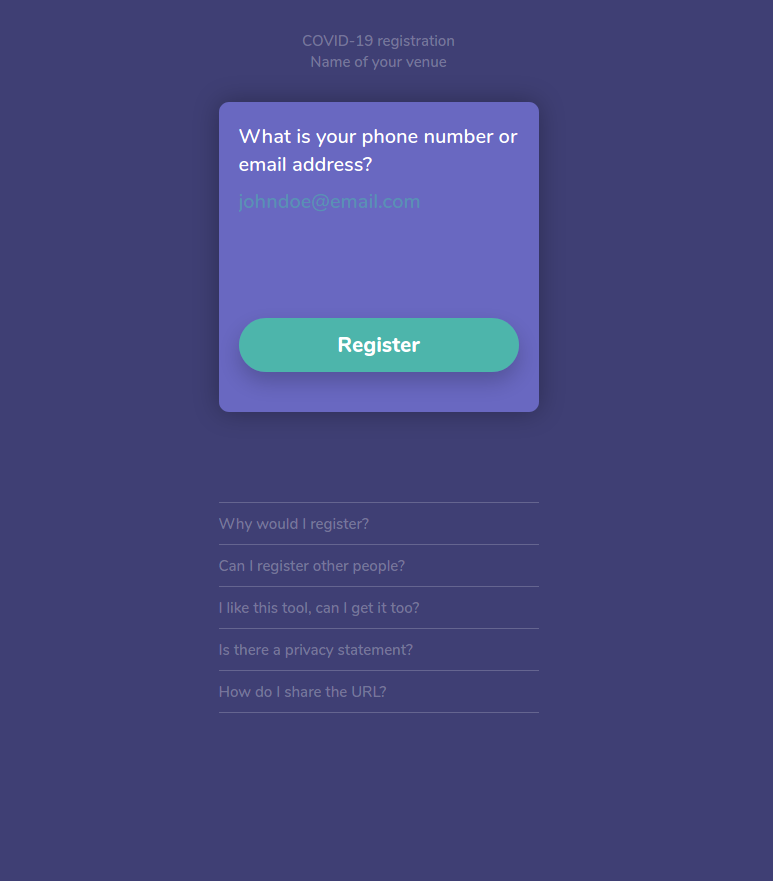 COVID-19 registration
Name of your venue
What is your phone number or
email address?
johndoe@email.com
Register
Why would I register?
Can I register other people?
I like this tool, can I get it too?
Is there a privacy statement?
How do I share the URL?